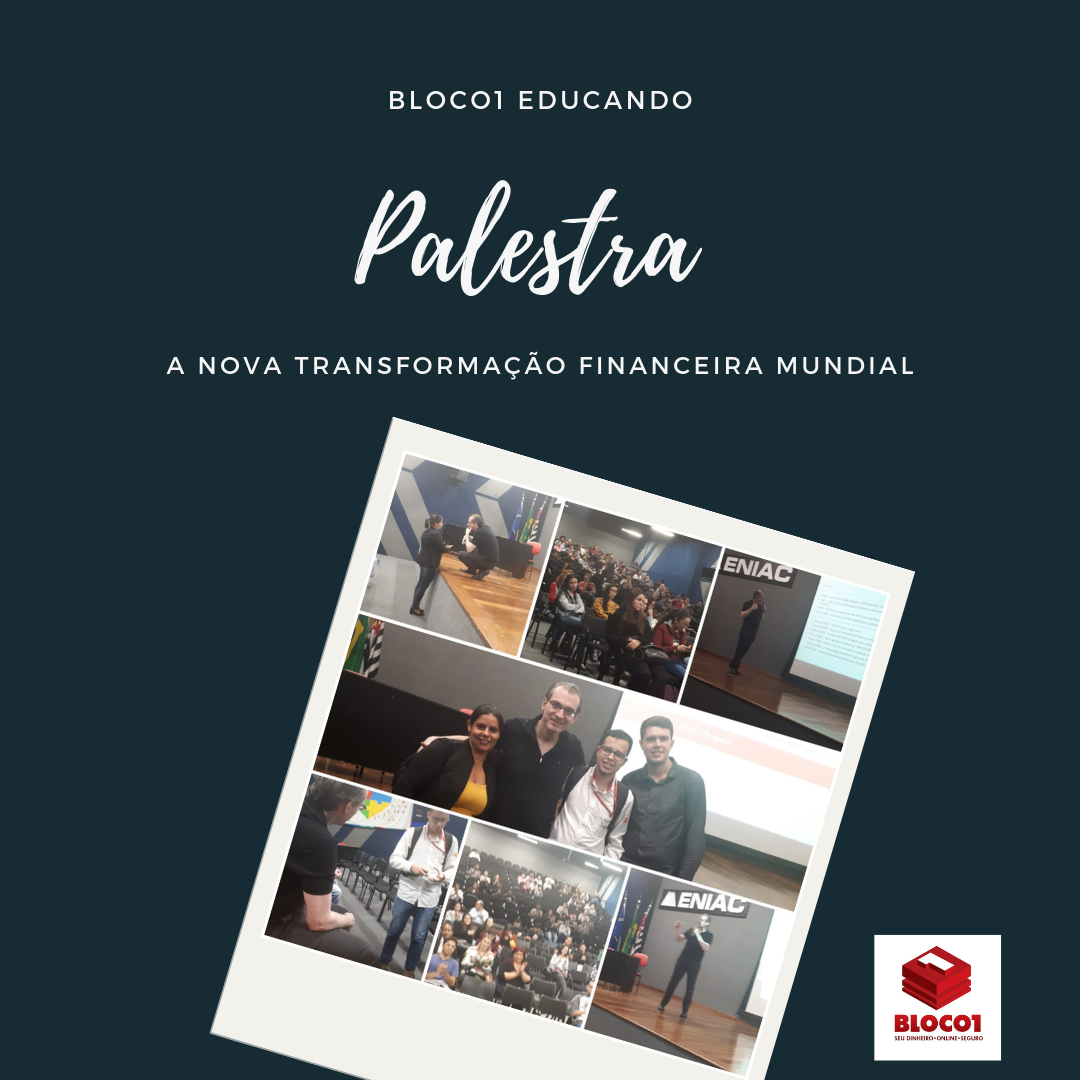 BLOCO1 EDUCANDO
Palestra
A NOVA TRANSFORMAÇÃO FINANCEIRA MUNDIAL
ENIAC
ENIAC
BLOCO1
SEU DINHEIRO•ONLINE•SEGURO